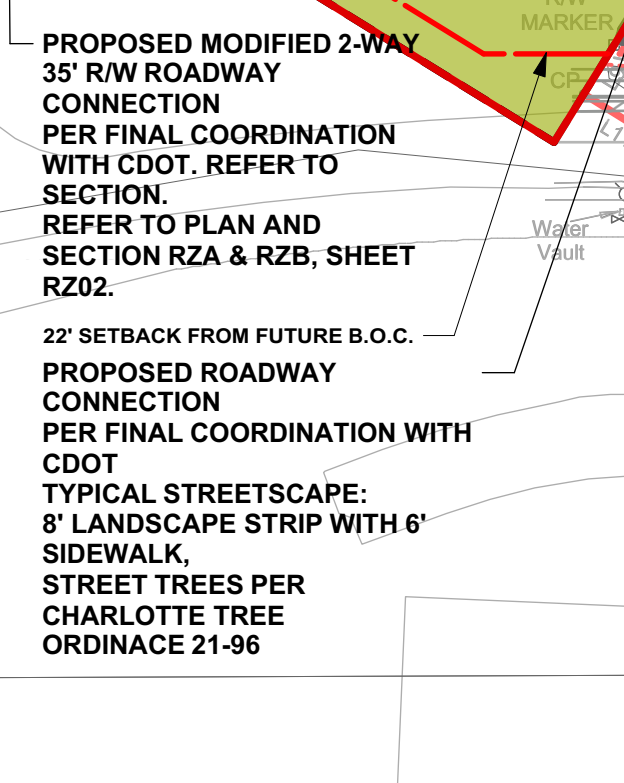 R/W
MARKER
PROPOSED MODIFIED 2-WAY
35' R/W ROADWAY
CONNECTION
PER FINAL COORDINATION
WITH CDOT. REFER TO
SECTION.
REFER TO PLAN AND
SECTION RZA & RZB, SHEET
RZ02.
CP
Water
Vault
22' SETBACK FROM FUTURE B.O.C.
PROPOSED ROADWAY
CONNECTION
PER FINAL COORDINATION WITH
CDOT
TYPICAL STREETSCAPE:
8' LANDSCAPE STRIP WITH 6'
SIDEWALK,
STREET TREES PER
CHARLOTTE TREE
ORDINACE 21-96